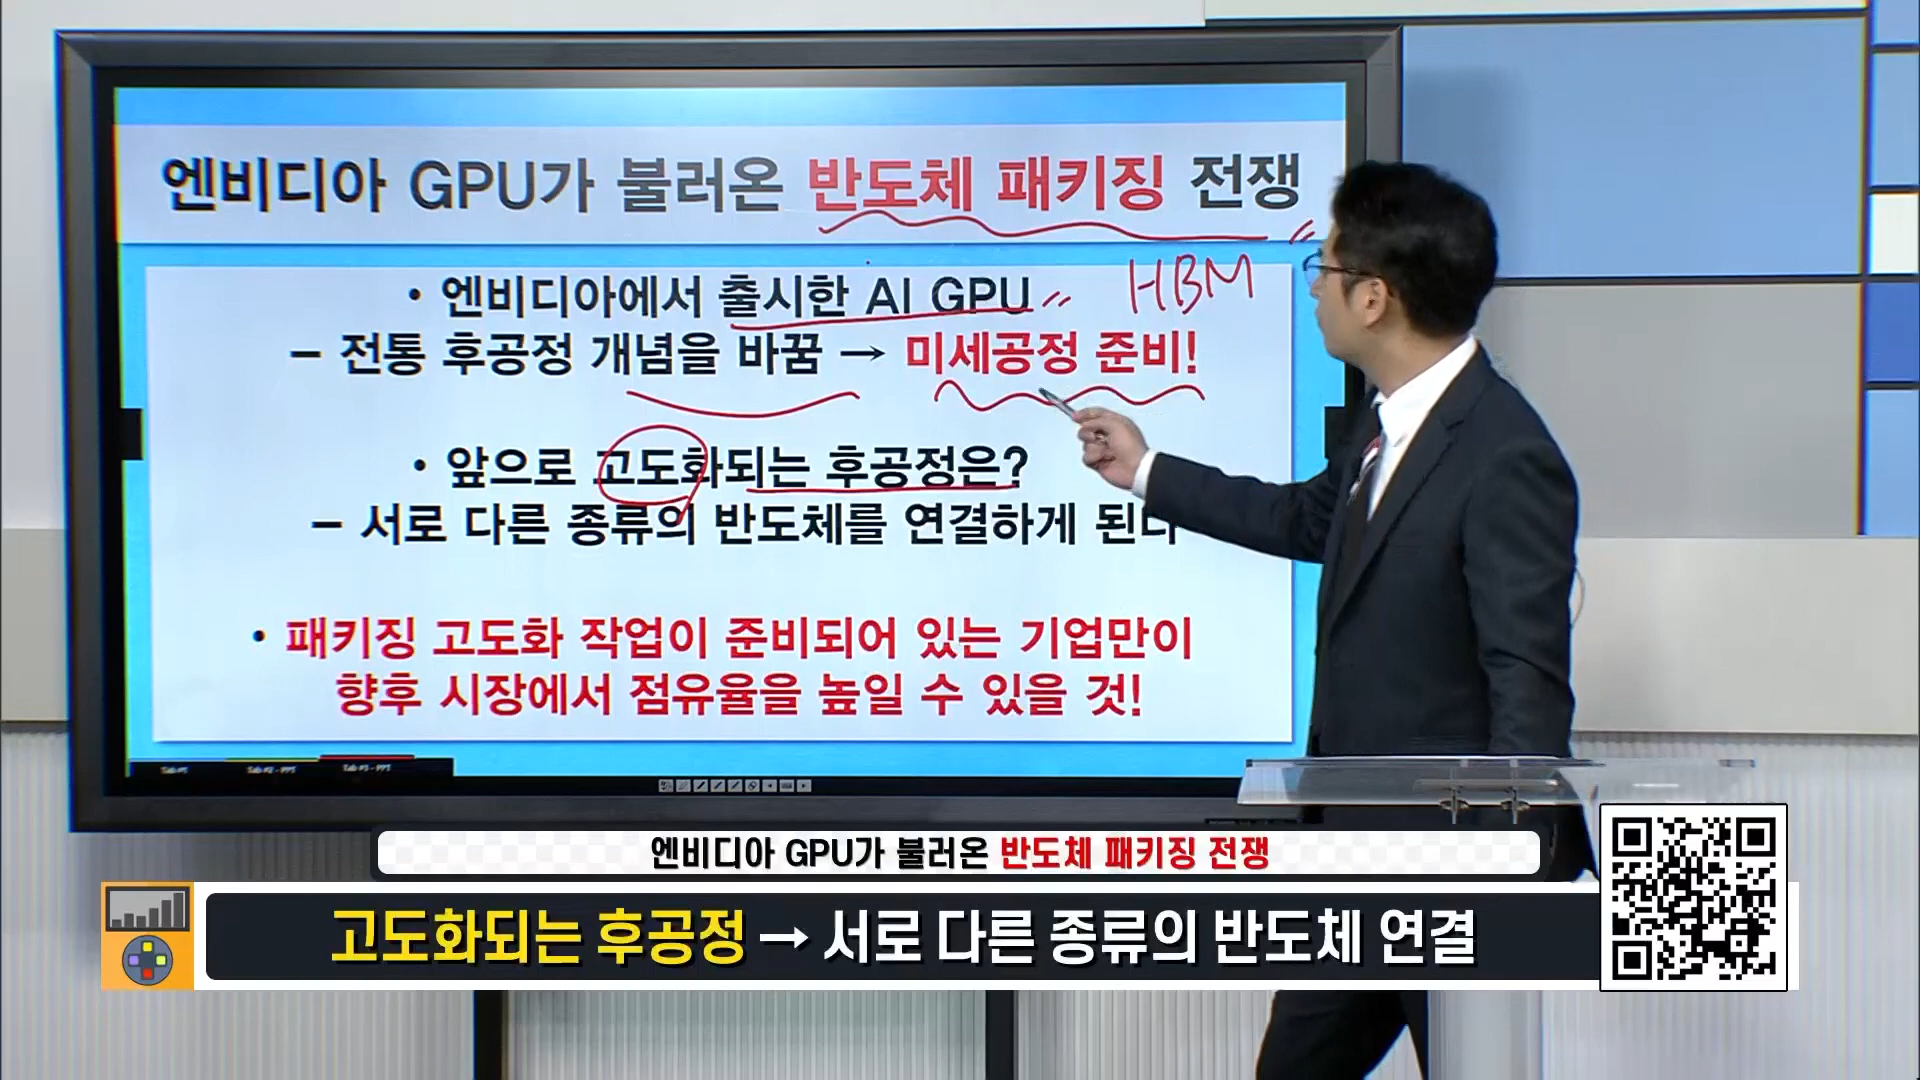 엔비디아 GPU가 불러온 반도체 패키징 전쟁
• 엔비디아에서 출시한 AI GPU
HBM
– 전통 후공정 개념을 바꿈 → 미세공정 준비!
• 앞으로 고도화되는 후공정은?
– 서로 다른 종류의 반도체를 연결하게 된다
• 패키징 고도화 작업이 준비되어 있는 기업만이
향후 시장에서 점유율을 높일 수 있을 것!
엔비디아 GPU가 불러온 반도체 패키징 전쟁
고도화되는 후공정 → 서로 다른 종류의 반도체 연결